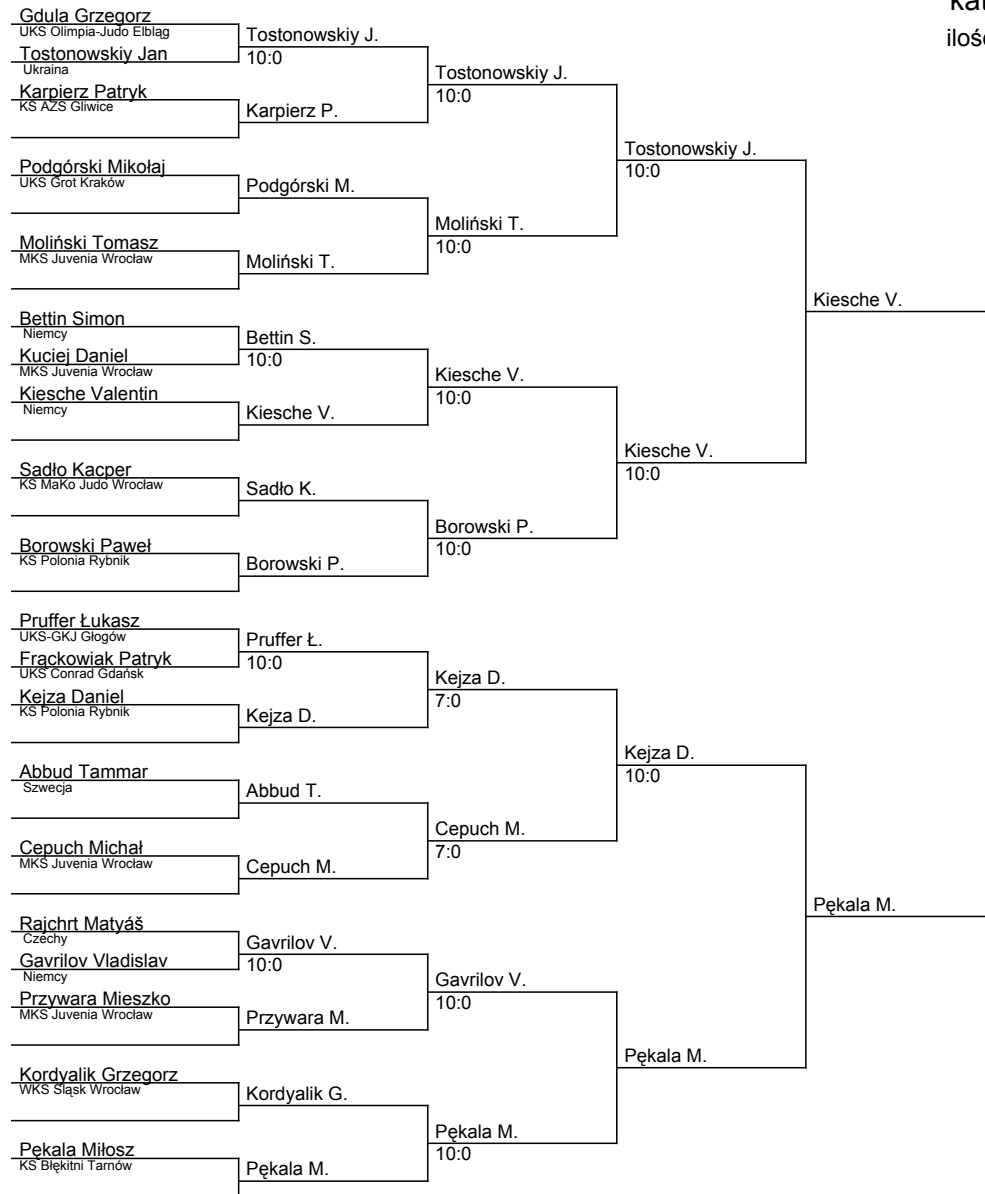 kat
iloś
Gdula Grzegorz
UKS Olimpia-Judo Elbląg
Tostonowskiy Jan
Ukraina
Karpierz Patryk
KS AZS Gliwice
Podgórski Mikołaj
UKS Grot Kraków
Moliński Tomasz
MKS Juvenia Wrocław
Bettin Simon
Niemcy
Kuciej Daniel
MKS Juvenia Wrocław
Kiesche Valentin
Niemcy
Sadło Kacper
KS MaKo Judo Wrocław
Borowski Paweł
KS Polonia Rybnik
Pruffer Łukasz
UKS-GKJ Głogów
Frąckowiak Patryk
UKS Conrad Gdańsk
Kejza Daniel
KS Polonia Rybnik
Abbud Tammar
Szwecja
Cepuch Michał
MKS Juvenia Wrocław
Rajchrt Matyáš
Czechy
Gavrilov Vladislav
Niemcy
Przywara Mieszko
MKS Juvenia Wrocław
Kordyalik Grzegorz
WKS Śląsk Wrocław
Pękala Miłosz
KS Błękitni Tarnów
Tostonowskiy J.
10:0
Karpierz P.
Podgórski M.
Moliński T.
Bettin S.
10:0
Kiesche V.
Sadło K.
Borowski P.
Pruffer Ł.
10:0
Kejza D.
Abbud T.
Cepuch M.
Gavrilov V.
10:0
Przywara M.
Kordyalik G.
Pękala M.
Tostonowskiy J.
10:0
Moliński T.
10:0
Kiesche V.
10:0
Borowski P.
10:0
Kejza D.
7:0
Cepuch M.
7:0
Gavrilov V.
10:0
Pękala M.
10:0
Tostonowskiy J.
10:0
Kiesche V.
10:0
Kejza D.
10:0
Pękala M.
Kiesche V.
Pękala M.